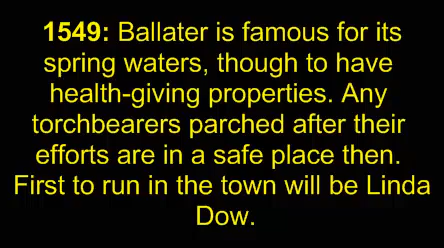 1549: Ballater is famous for its
spring waters, though to have
health-giving properties. Any
torchbearers parched after their
efforts are in a safe place then.
First to run in the town will be Linda
Dow.